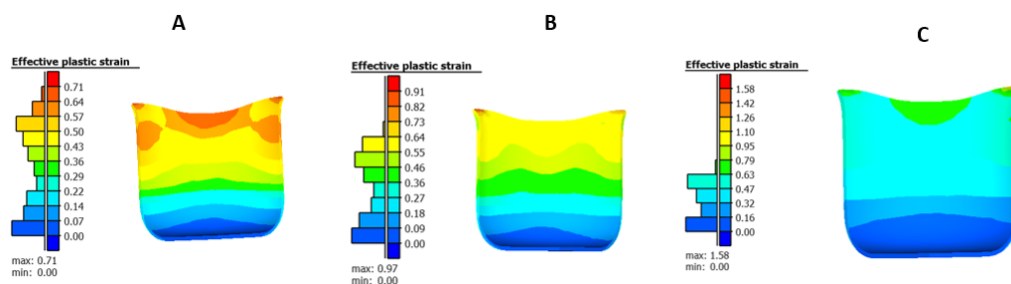 A
Effective plastic strain
0.71
0.64
0.57
0.50
0.43
0.36
0.29
0.22
0.14
0.07
0.00
max: 0.71
min: 0.00
B
Effective plastic strain
0.91
0.82
0.73
0.64
0.55
0.46
0.36
0.27
0.18
0.09
0.00
max: 0.97
min: 0.00
C
Effective plastic strain
1.58
1.42
1.26
1.10
0.95
0.79
0.63
0.47
0.32
0.16
0.00
max: 1.58
min: 0.00